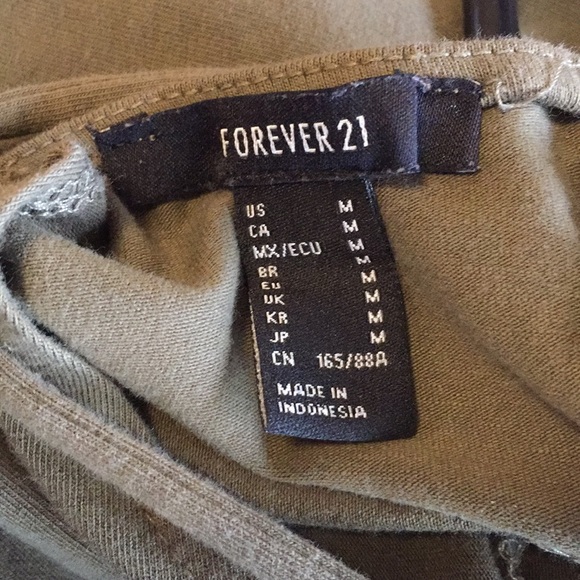 FOREVER 21
US M
CA M
MX/ECU M
BR M
EU M
UK M
KR M
JP M
CN 165/88A
MADE IN
INDONESIA